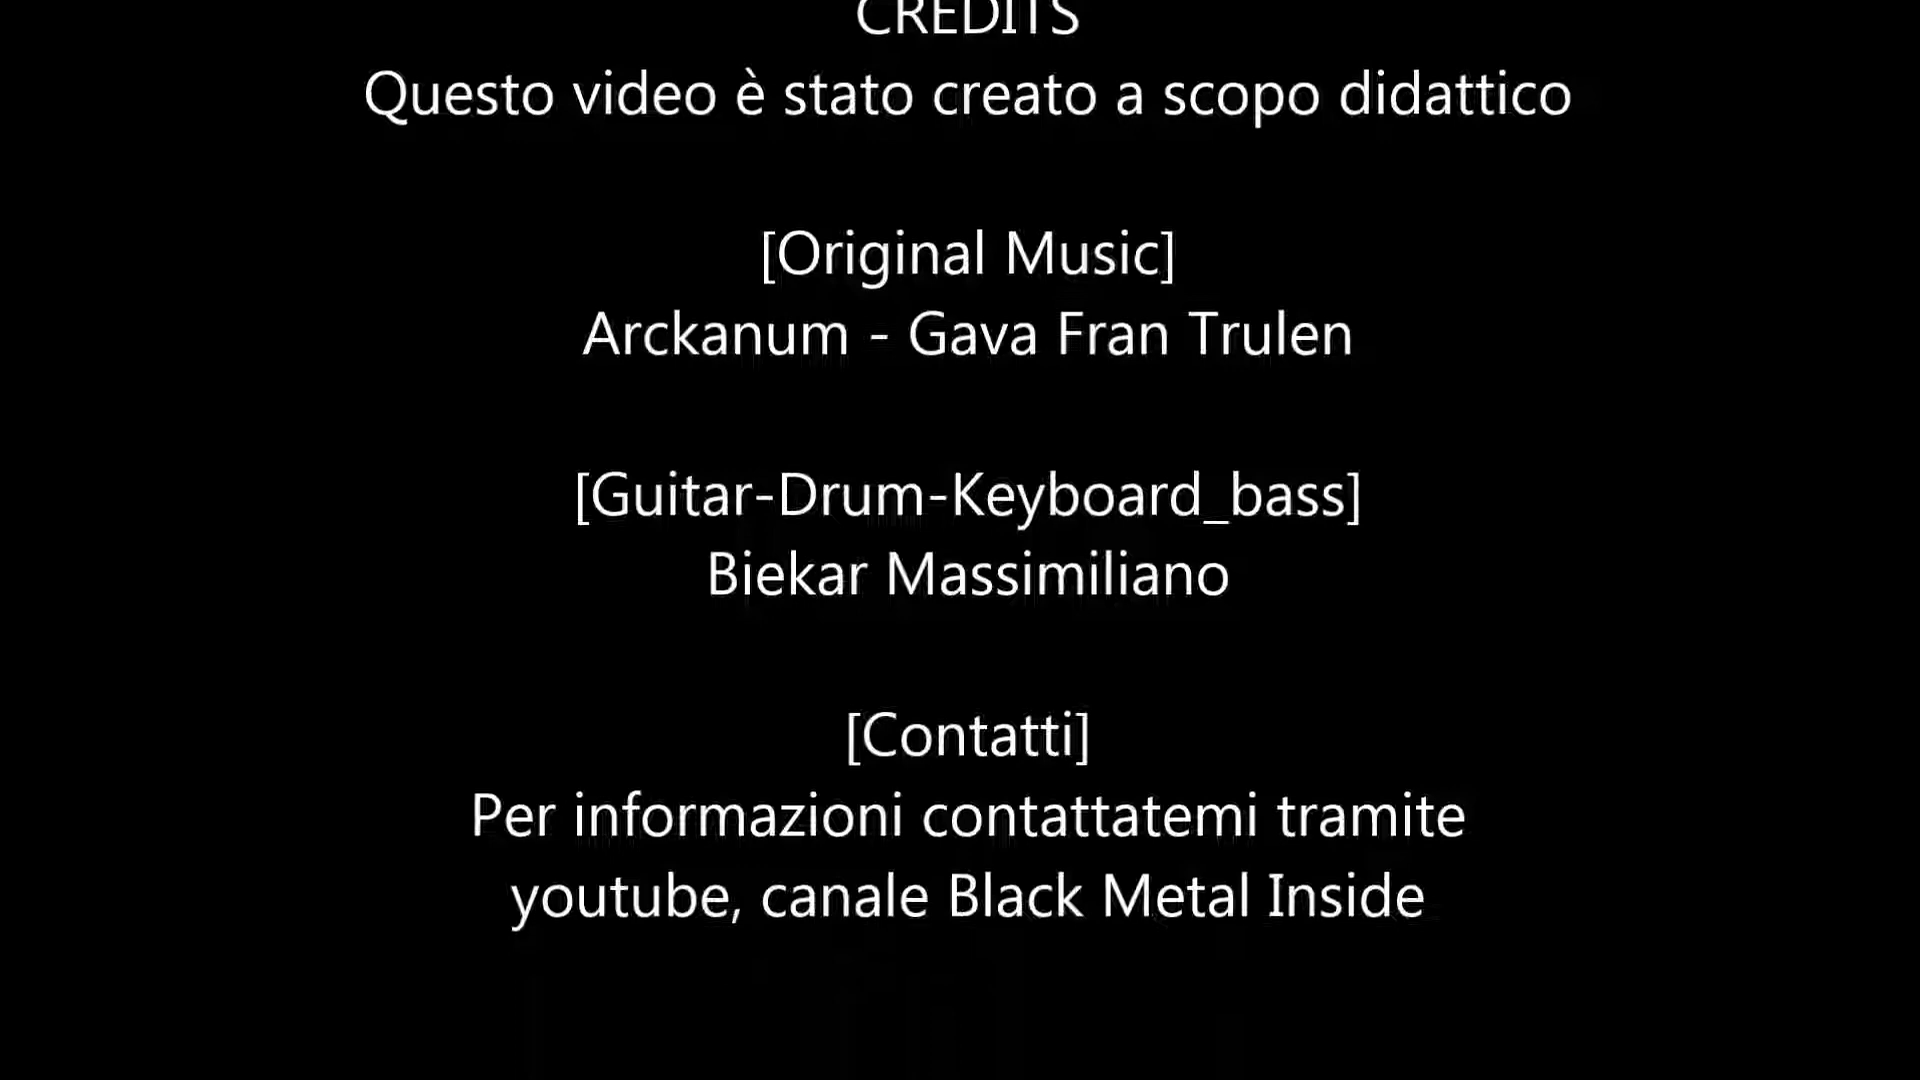 CREDITS
Questo video è stato creato a scopo didattico
[Original Music]
Arckanum - Gava Fran Trulen
[Guitar-Drum-Keyboard_bass]
Biekar Massimiliano
[Contatti]
Per informazioni contattatemi tramite
youtube, canale Black Metal Inside